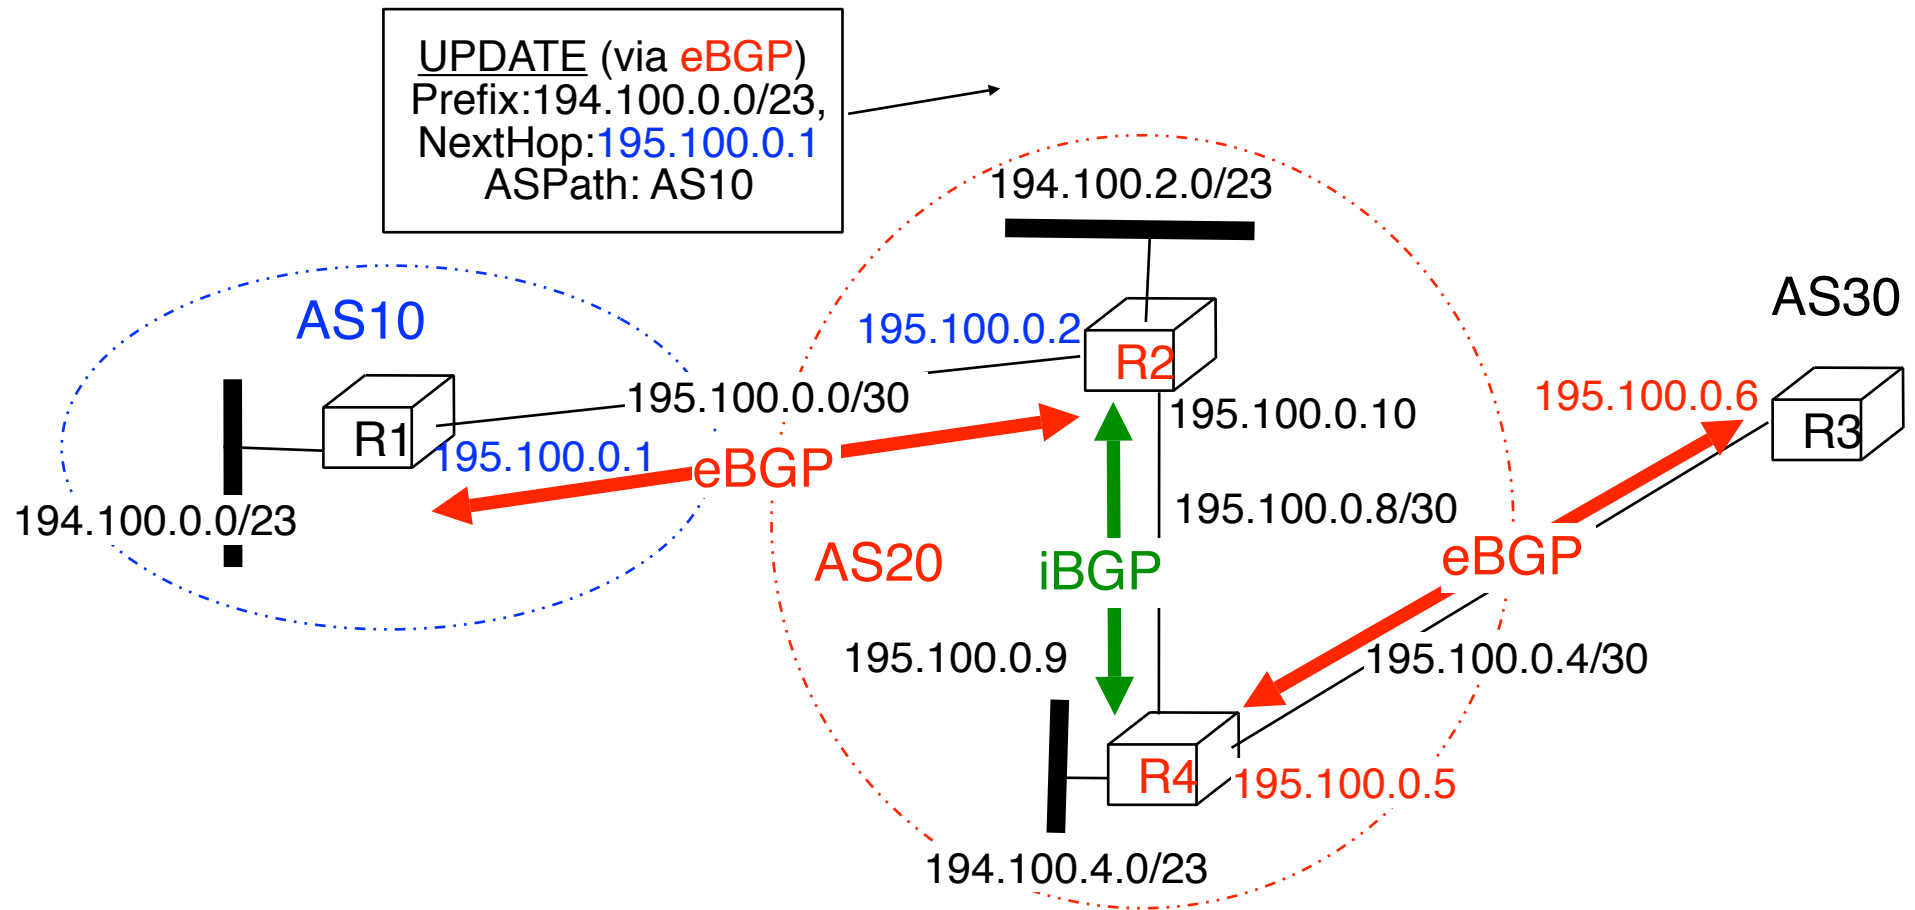 UPDATE (via eBGP)
Prefix:194.100.0.0/23,
NextHop:195.100.0.1
ASPath: AS10
194.100.2.0/23
AS10
AS30
195.100.0.2
R2
195.100.0.0/30
195.100.0.6
195.100.0.10
R1
R3
195.100.0.1
eBGP
194.100.0.0/23
195.100.0.8/30
AS20
iBGP
eBGP
195.100.0.9
195.100.0.4/30
R4
195.100.0.5
194.100.4.0/23